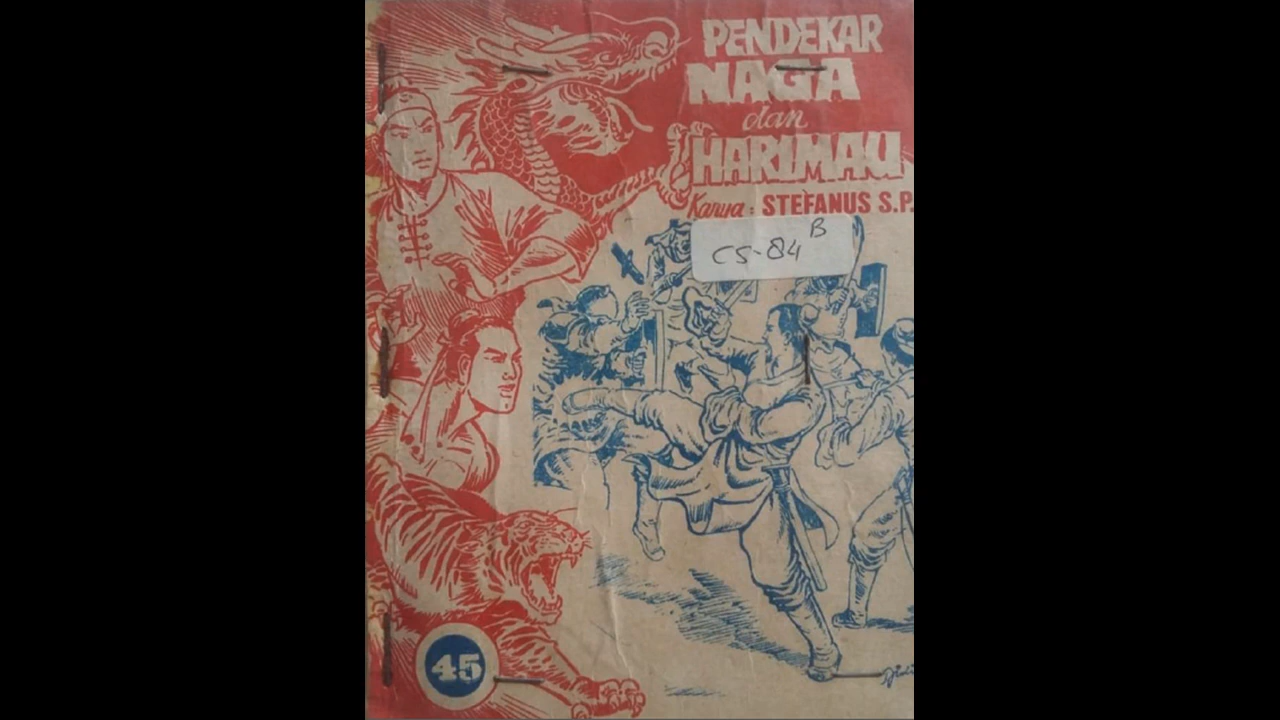 PENDEKAR
NAGA
dan
HARIMAU
Karya : STEFANUS S.P.
CS-84 B
45